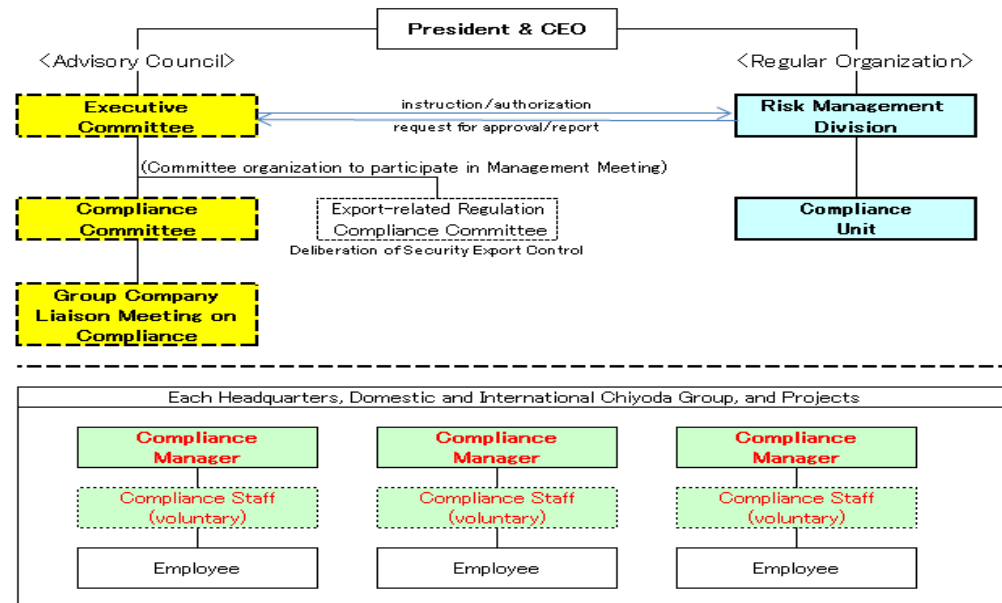 President & CEO
<Advisory Council>
<Regular Organization>
Executive
Committee
instruction/authorization
request for approval/report
Risk Management
Division
(Committee organization to participate in Management Meeting)
Compliance
Committee
Export-related Regulation
Compliance Committee
Deliberation of Security Export Control
Compliance
Unit
Group Company
Liaison Meeting on
Compliance
Each Headquarters, Domestic and International Chiyoda Group, and Projects
Compliance
Manager
Compliance
Manager
Compliance
Manager
Compliance Staff
(voluntary)
Compliance Staff
(voluntary)
Compliance Staff
(voluntary)
Employee
Employee
Employee